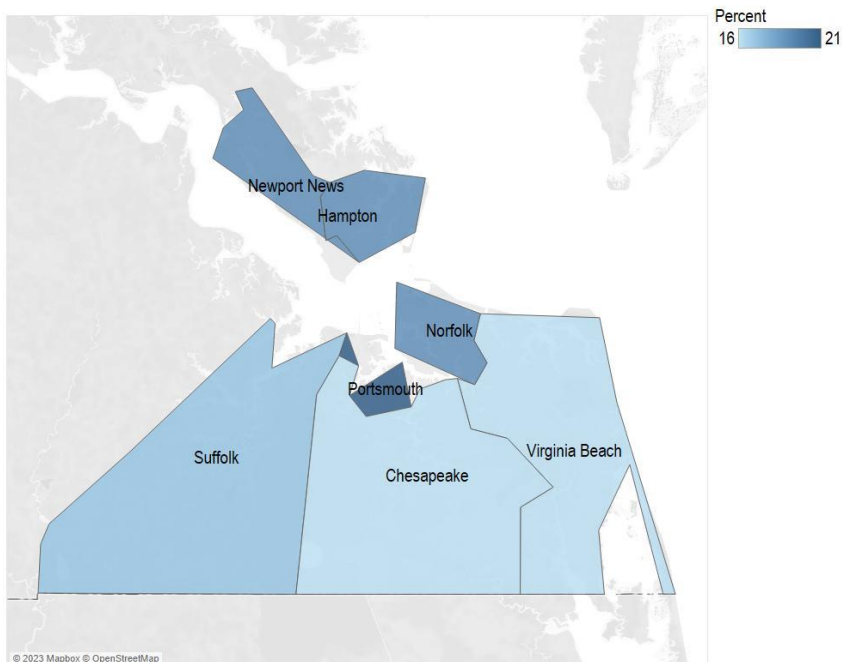 Percent
16 21
Newport News
Hampton
Norfolk
Portsmouth
Virginia Beach
Suffolk
Chesapeake
© 2023 Mapbox © OpenStreetMap